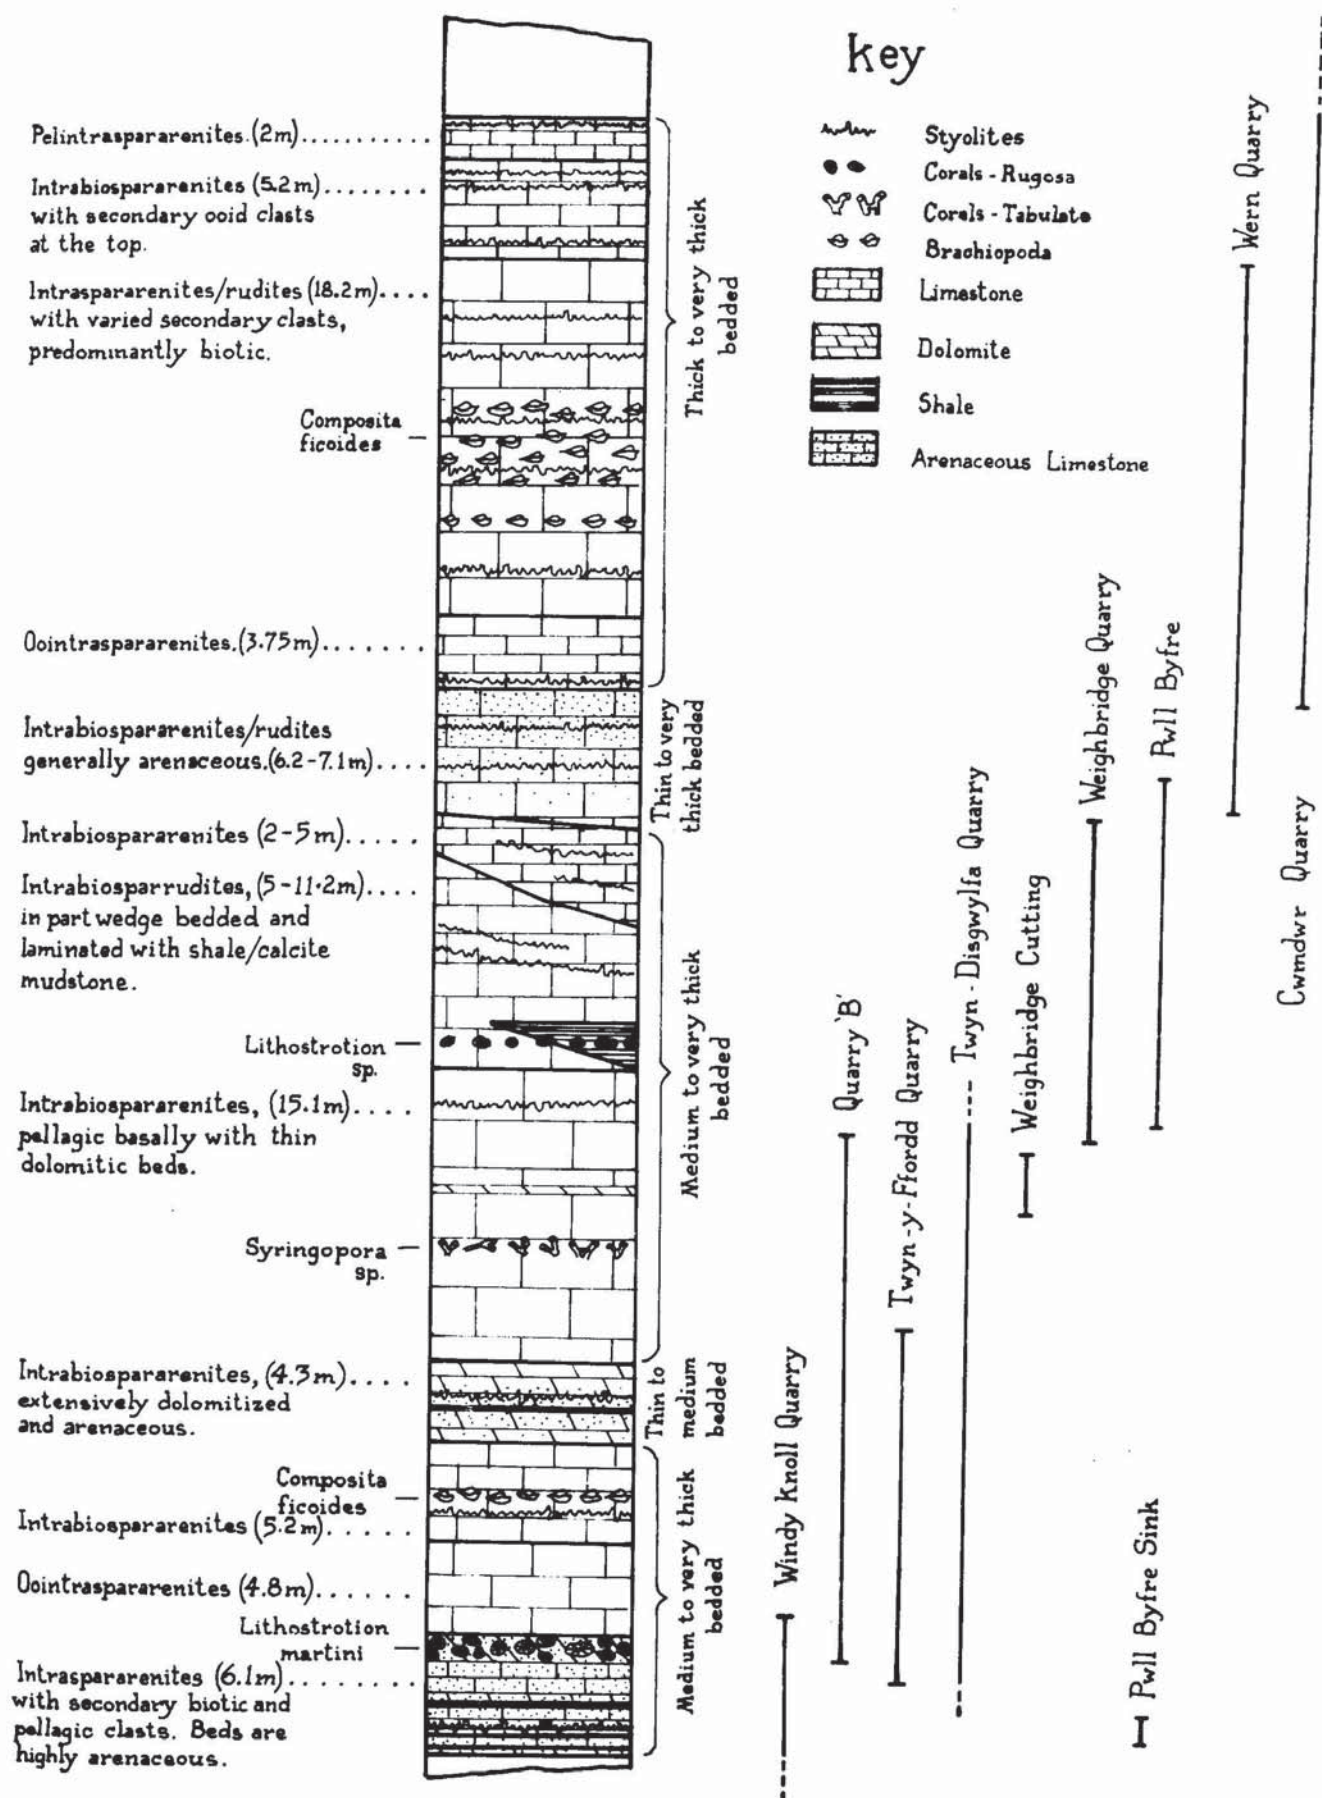 key
Styolites
Corals - Rugosa
Corals - Tabulate
Brachiopoda
Limestone
Dolomite
Shale
Arenaceous Limestone
Pelintraspararenites. (2m)...........
Intrabiospararenites (5.2m)........
with secondary ooid clasts
at the top.
Intraspararenites/rudites (18.2m)....
with varied secondary clasts,
predominantly biotic.
Composita
ficoides
Oointraspararenites. (3.75m).......
Intrabiospararenites/rudites
generally arenaceous. (6.2-7.1m)....
Intrabiospararenites (2-5m).....
Intrabiosparrudites, (5-11.2m)....
in part wedge bedded and
laminated with shale/calcite
mudstone.
Lithostrotion
sp.
Intrabiospararenites, (15.1m)....
pellagic basally with thin
dolomitic beds.
Syringopora
sp.
Intrabiospararenites, (4.3m)....
extensively dolomitized
and arenaceous.
Composita
ficoides
Intrabiospararenites (5.2m).....
Oointraspararenites (4.8m)......
Lithostrotion
martini
Intraspararenites (6.1m)........
with secondary biotic and
pellagic clasts. Beds are
highly arenaceous.
Thick to very thick
bedded
Thin to very
thick bedded
Medium to very thick
bedded
Thin to
medium
bedded
Medium to very thick
bedded
Windy Knoll Quarry
Quarry 'B'
Twyn-y-Ffordd Quarry
Twyn-Disgwylfa Quarry
Weighbridge Cutting
Weighbridge Quarry
Pwll Byfre
Pwll Byfre Sink
Wern Quarry
Cwmdwr Quarry